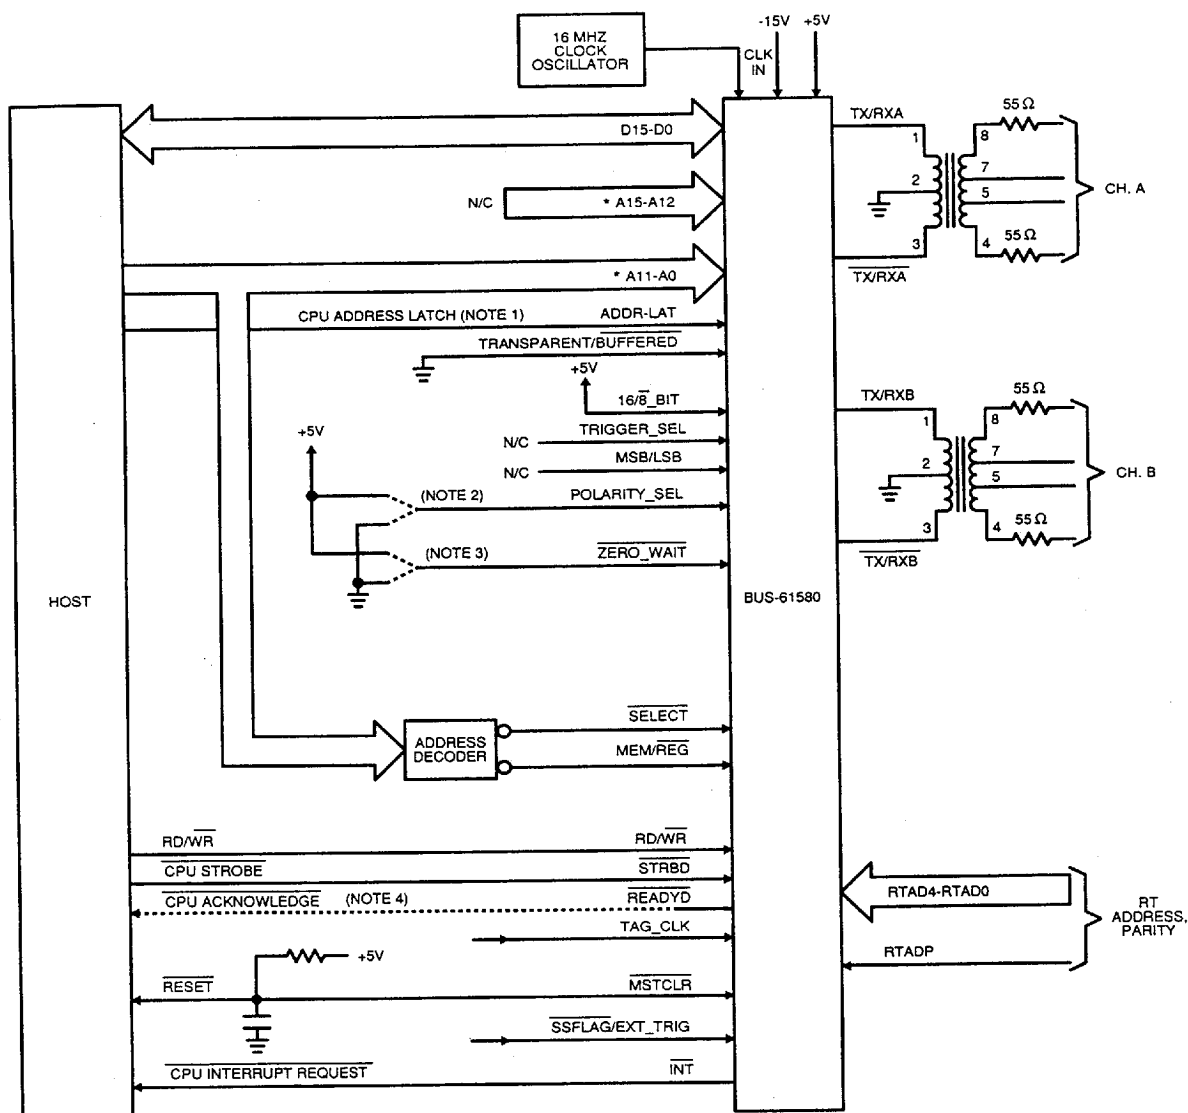 16 MHZ
CLOCK
OSCILLATOR
-15V +5V
CLK
IN
D15-D0
N/C * A15-A12
* A11-A0
CPU ADDRESS LATCH (NOTE 1) ADDR-LAT
TRANSPARENT/BUFFERED
+5V
16/8_BIT
N/C TRIGGER_SEL
N/C MSB/LSB
+5V
(NOTE 2) POLARITY_SEL
(NOTE 3) ZERO_WAIT
HOST
BUS-61580
ADDRESS
DECODER
SELECT
MEM/REG
RD/WR RD/WR
CPU STROBE STRBD
CPU ACKNOWLEDGE (NOTE 4) READYD
TAG_CLK
+5V
RESET MSTCLR
SSFLAG/EXT_TRIG
CPU INTERRUPT REQUEST INT
TX/RXA
1
2
3
TX/RXA
55Ω
8
7
5
4
55Ω
CH. A
TX/RXB
1
2
3
TX/RXB
55Ω
8
7
5
4
55Ω
CH. B
RTAD4-RTAD0
RTADP
RT
ADDRESS,
PARITY